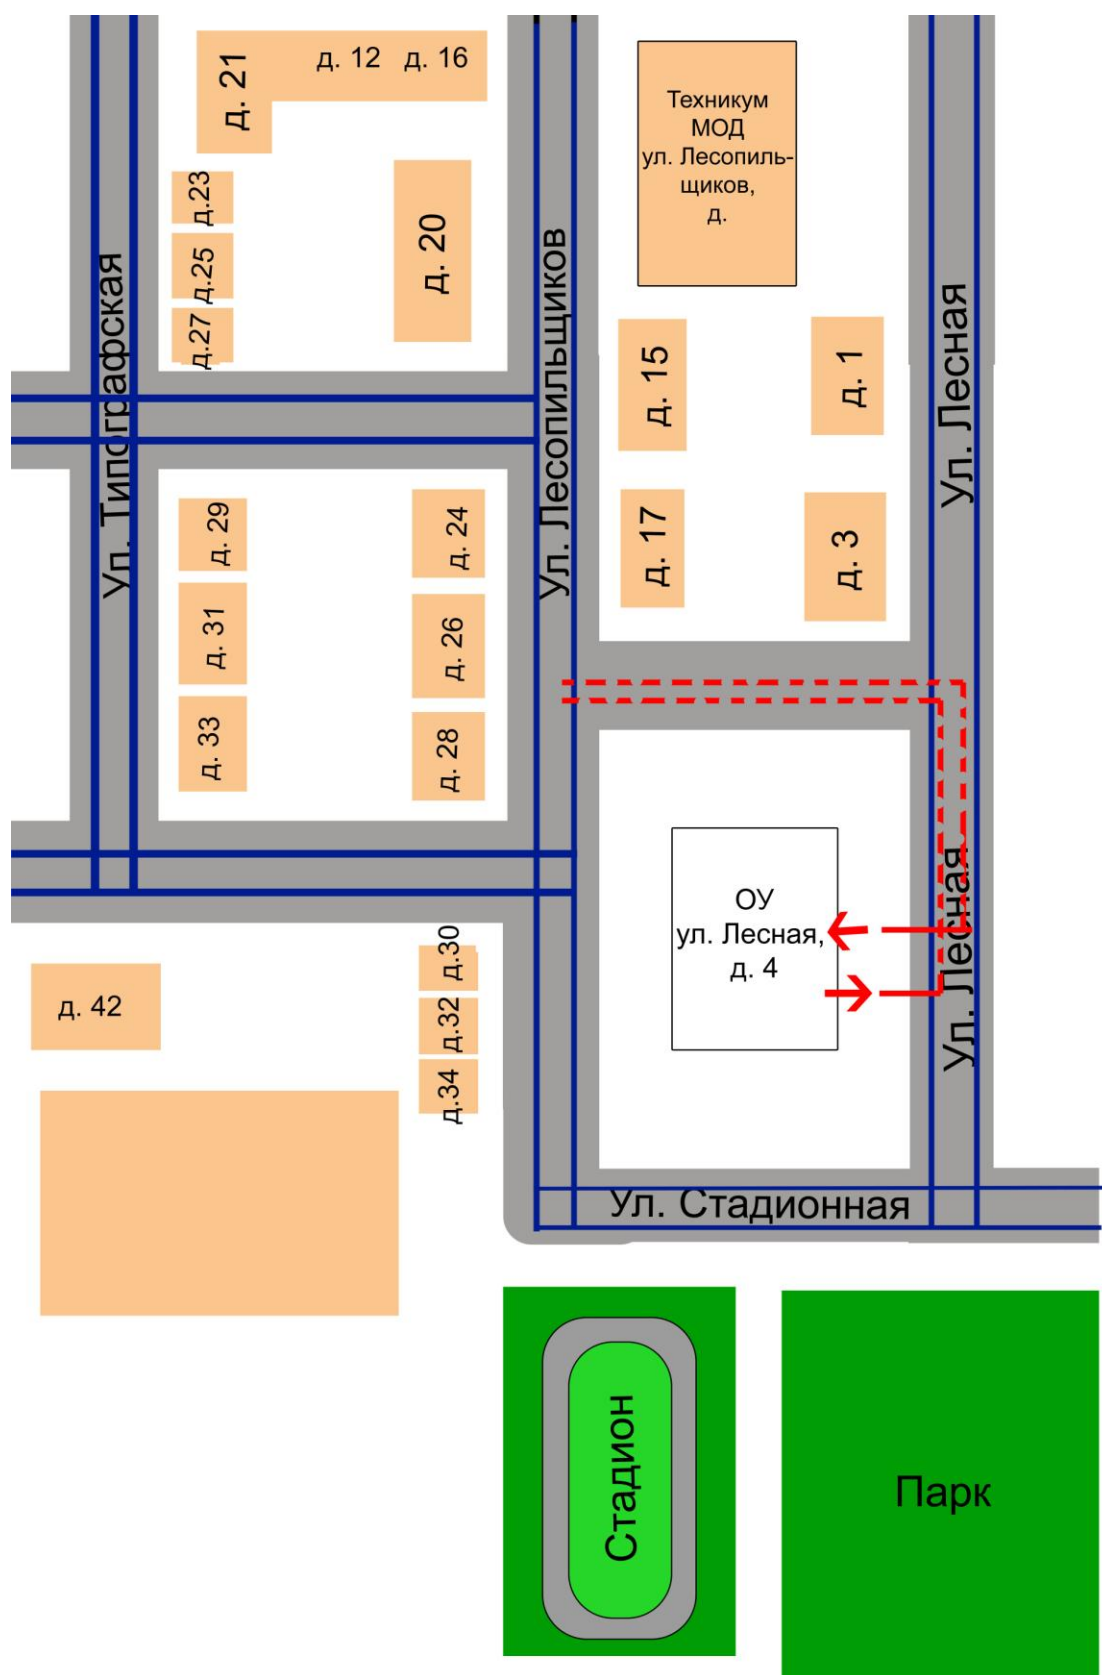 д. 21
д. 12
д. 16
Техникум
МОД
ул. Лесопиль-
щиков,
д.
д.23
д.25
д.27
д. 20
Ул. Типографская
Ул. Лесопильщиков
д. 15
д. 1
Ул. Лесная
д. 29
д. 24
д. 17
д. 3
д. 31
д. 26
д. 33
д. 28
ОУ
ул. Лесная,
д. 4
Ул. Лесная
д.30
д. 42
д.32
д.34
Ул. Стадионная
Стадион
Парк